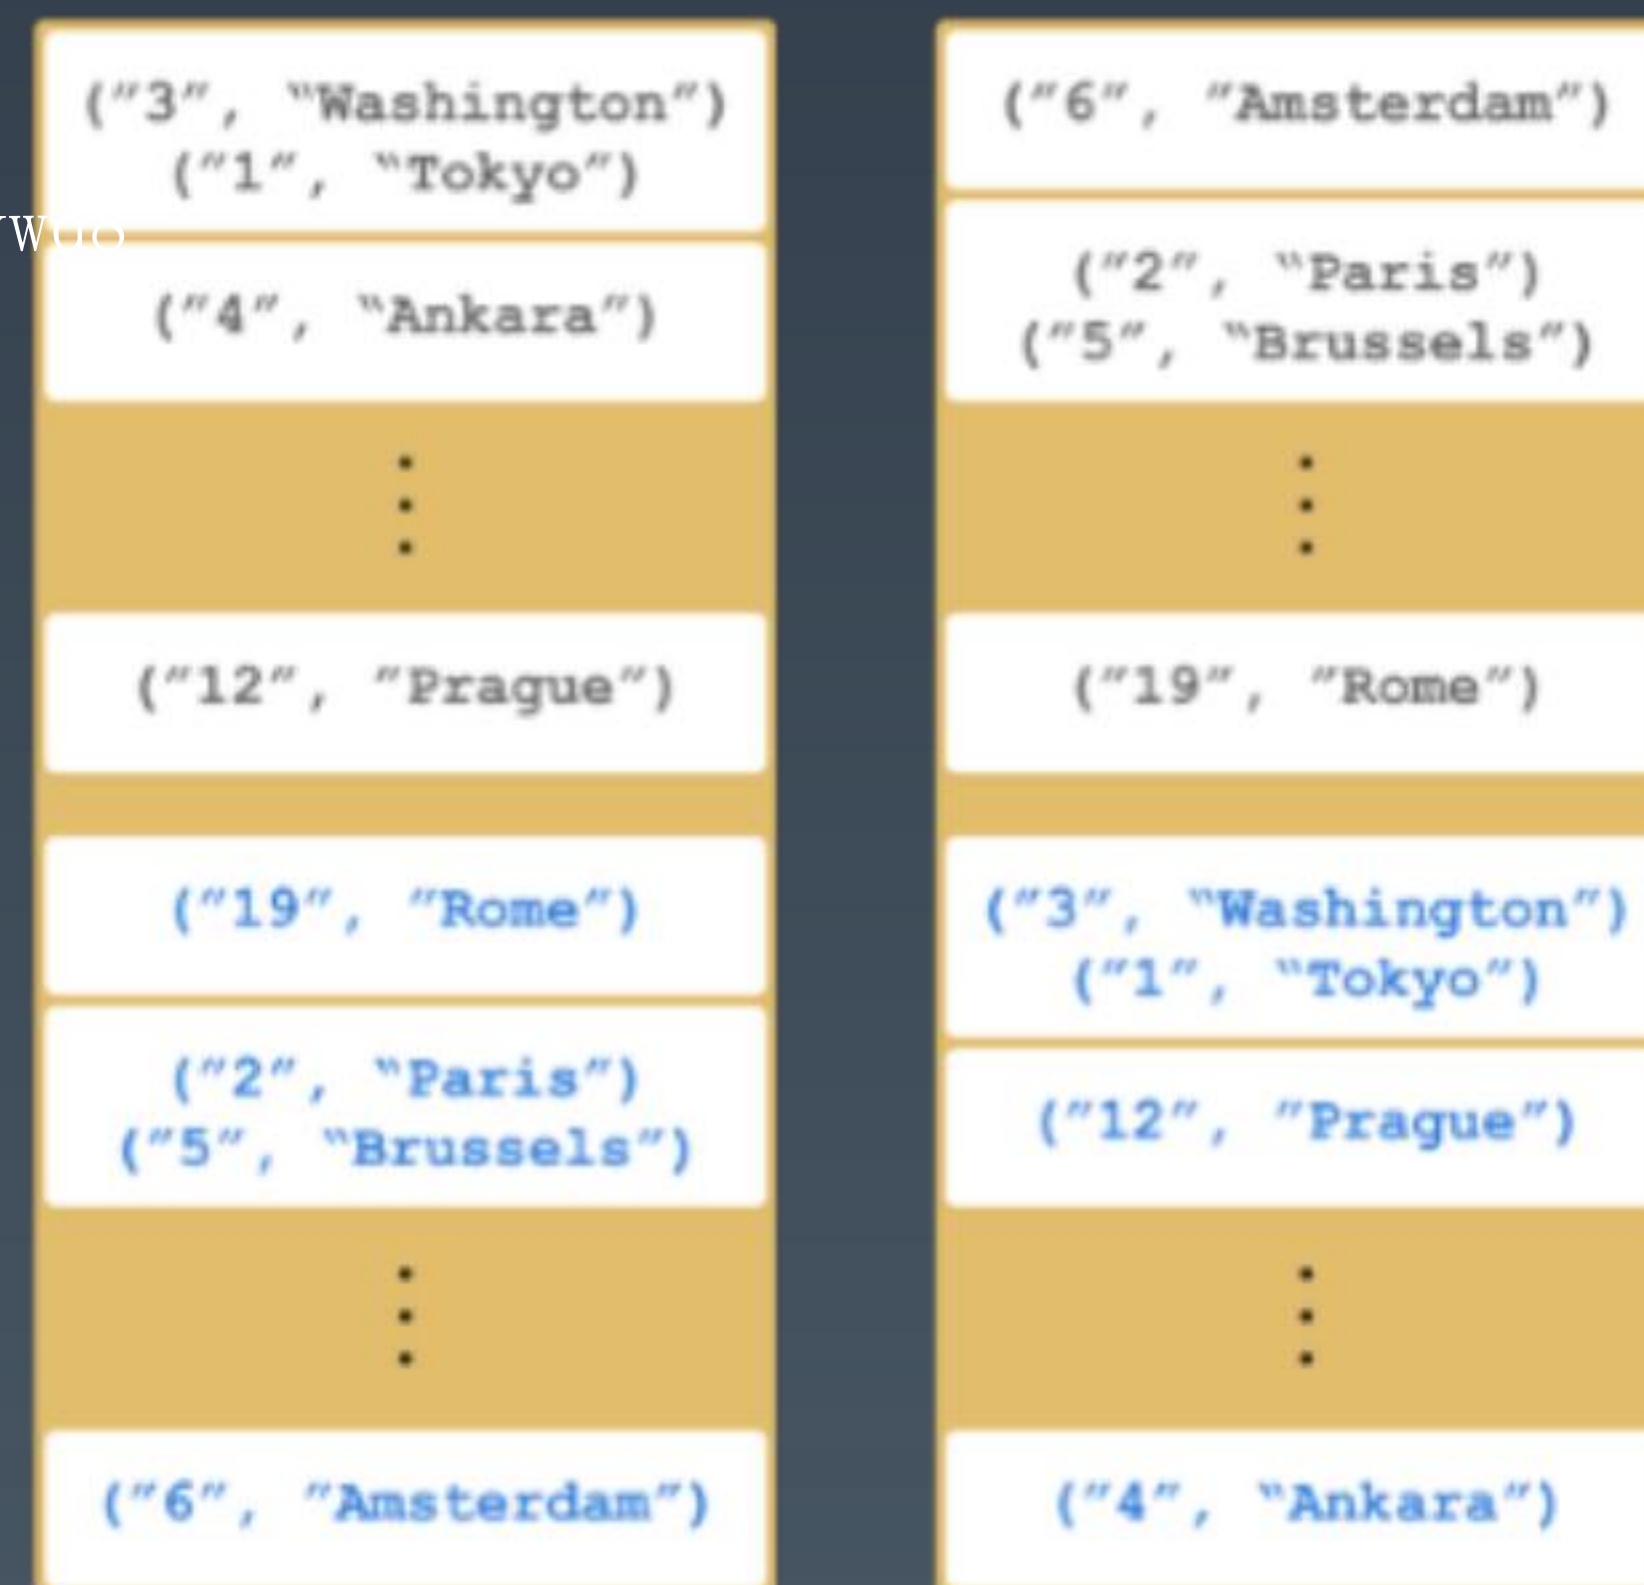 ("3", "Washington")
("1", "Tokyo")
("4", "Ankara")
("12", "Prague")
("19", "Rome")
("2", "Paris")
("5", "Brussels")
("6", "Amsterdam")
("6", "Amsterdam")
("2", "Paris")
("5", "Brussels")
("19", "Rome")
("3", "Washington")
("1", "Tokyo")
("12", "Prague")
("4", "Ankara")